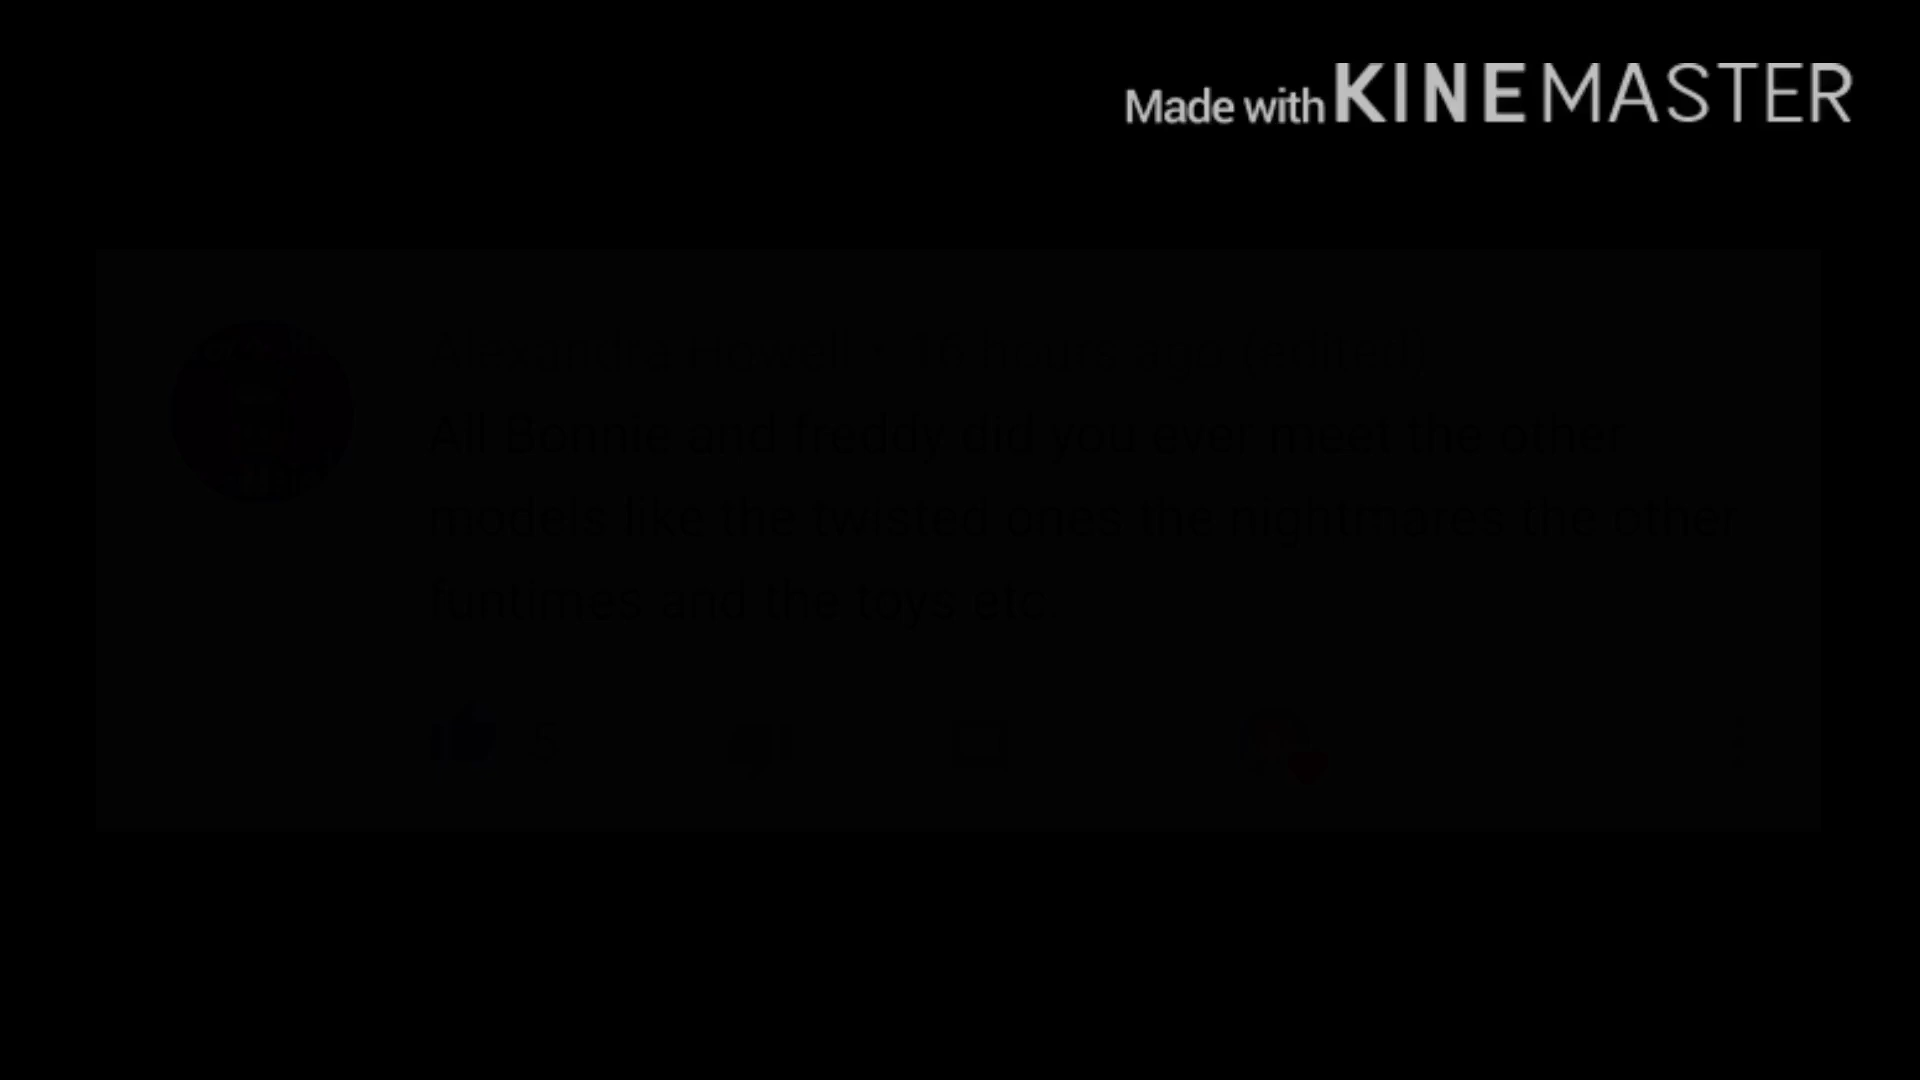 Made with KINEMASTER
Alexandra Howell • 16 hours ago (edited)
All Bonnie and freddy did you ever meet the other
models like the twisted ones the nightmares the other
funtimes and the toys etc
5